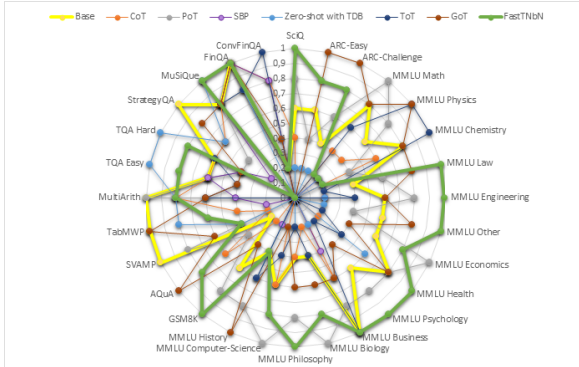 Base CoT PoT SBP Zero-shot with TDB ToT GoT FastTNbN
SciQ
ARC-Easy
ARC-Challenge
MMLU Math
MMLU Physics
MMLU Chemistry
MMLU Law
MMLU Engineering
MMLU Other
MMLU Economics
MMLU Health
MMLU Psychology
MMLU Business
MMLU Biology
MMLU Philosophy
MMLU Computer-Science
MMLU History
GSM8K
AQuA
SVAMP
TabMWP
MultiArith
TQA Easy
TQA Hard
StrategyQA
MuSiQue
FinQA
ConvFinQA
1
0,9
0,8
0,7
0,6
0,5
0,4
0,3
0,2